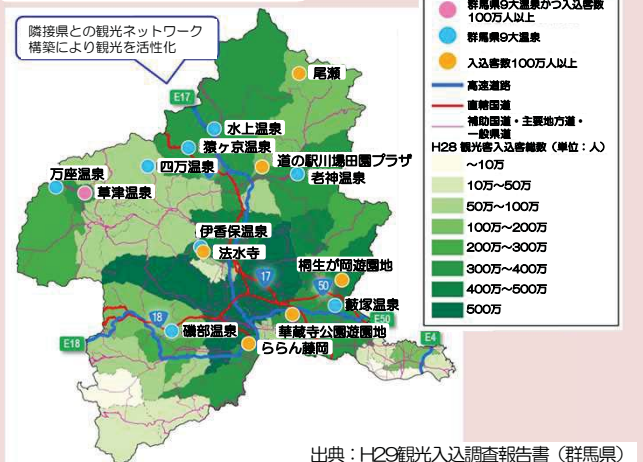 隣接県との観光ネットワーク
構築により観光を活性化
群馬県9大温泉かつ入込客数
100万人以上
群馬県9大温泉
入込客数100万人以上
高速道路
直轄国道
補助国道・主要地方道・
一般県道
H28 観光客入込客総数（単位：人）
～10万
10万～50万
50万～100万
100万～200万
200万～300万
300万～400万
400万～500万
500万
尾瀬
E17
水上温泉
猿ヶ京温泉
四万温泉
道の駅川場田園プラザ
万座温泉
老神温泉
草津温泉
伊香保温泉
法水寺
桐生が岡遊園地
17
50
藪塚温泉
18
磯部温泉
華蔵寺公園遊園地
E50
E18
ららん藤岡
E4
出典：H29観光入込調査報告書（群馬県）